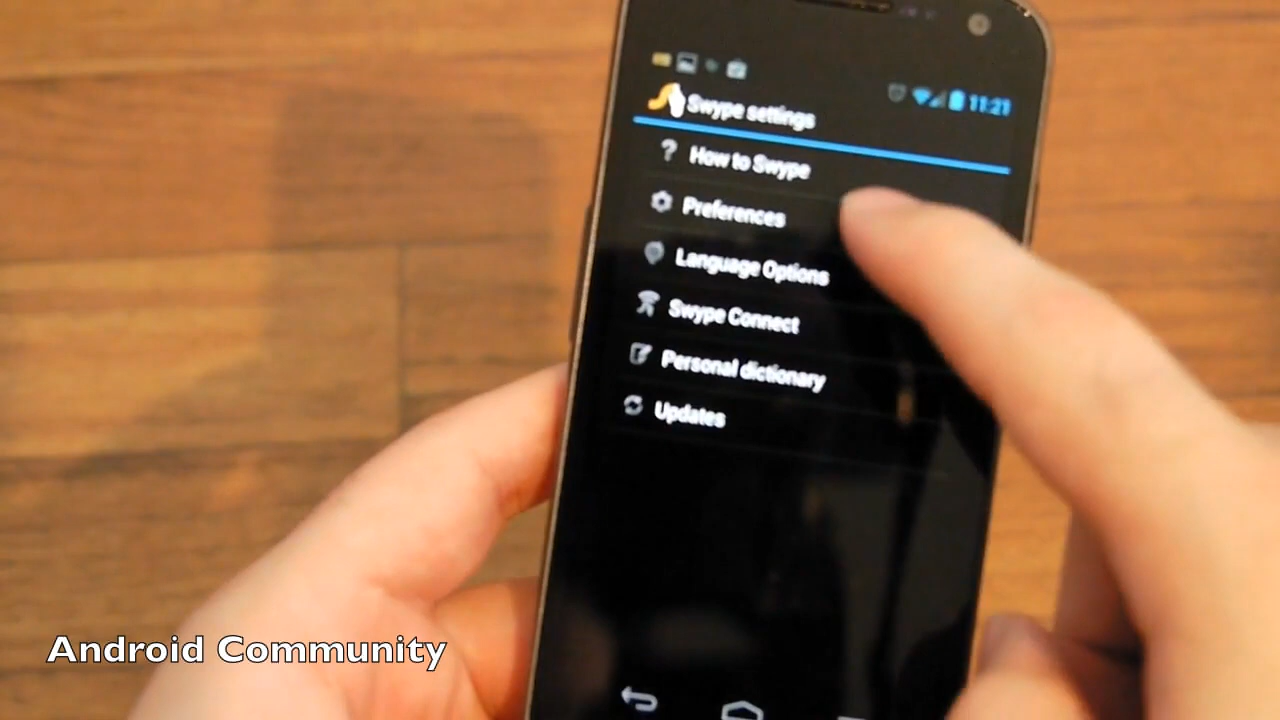 11:21
Swype settings
How to Swype
Preferences
Language Options
Swype Connect
Personal dictionary
Updates
Android Community